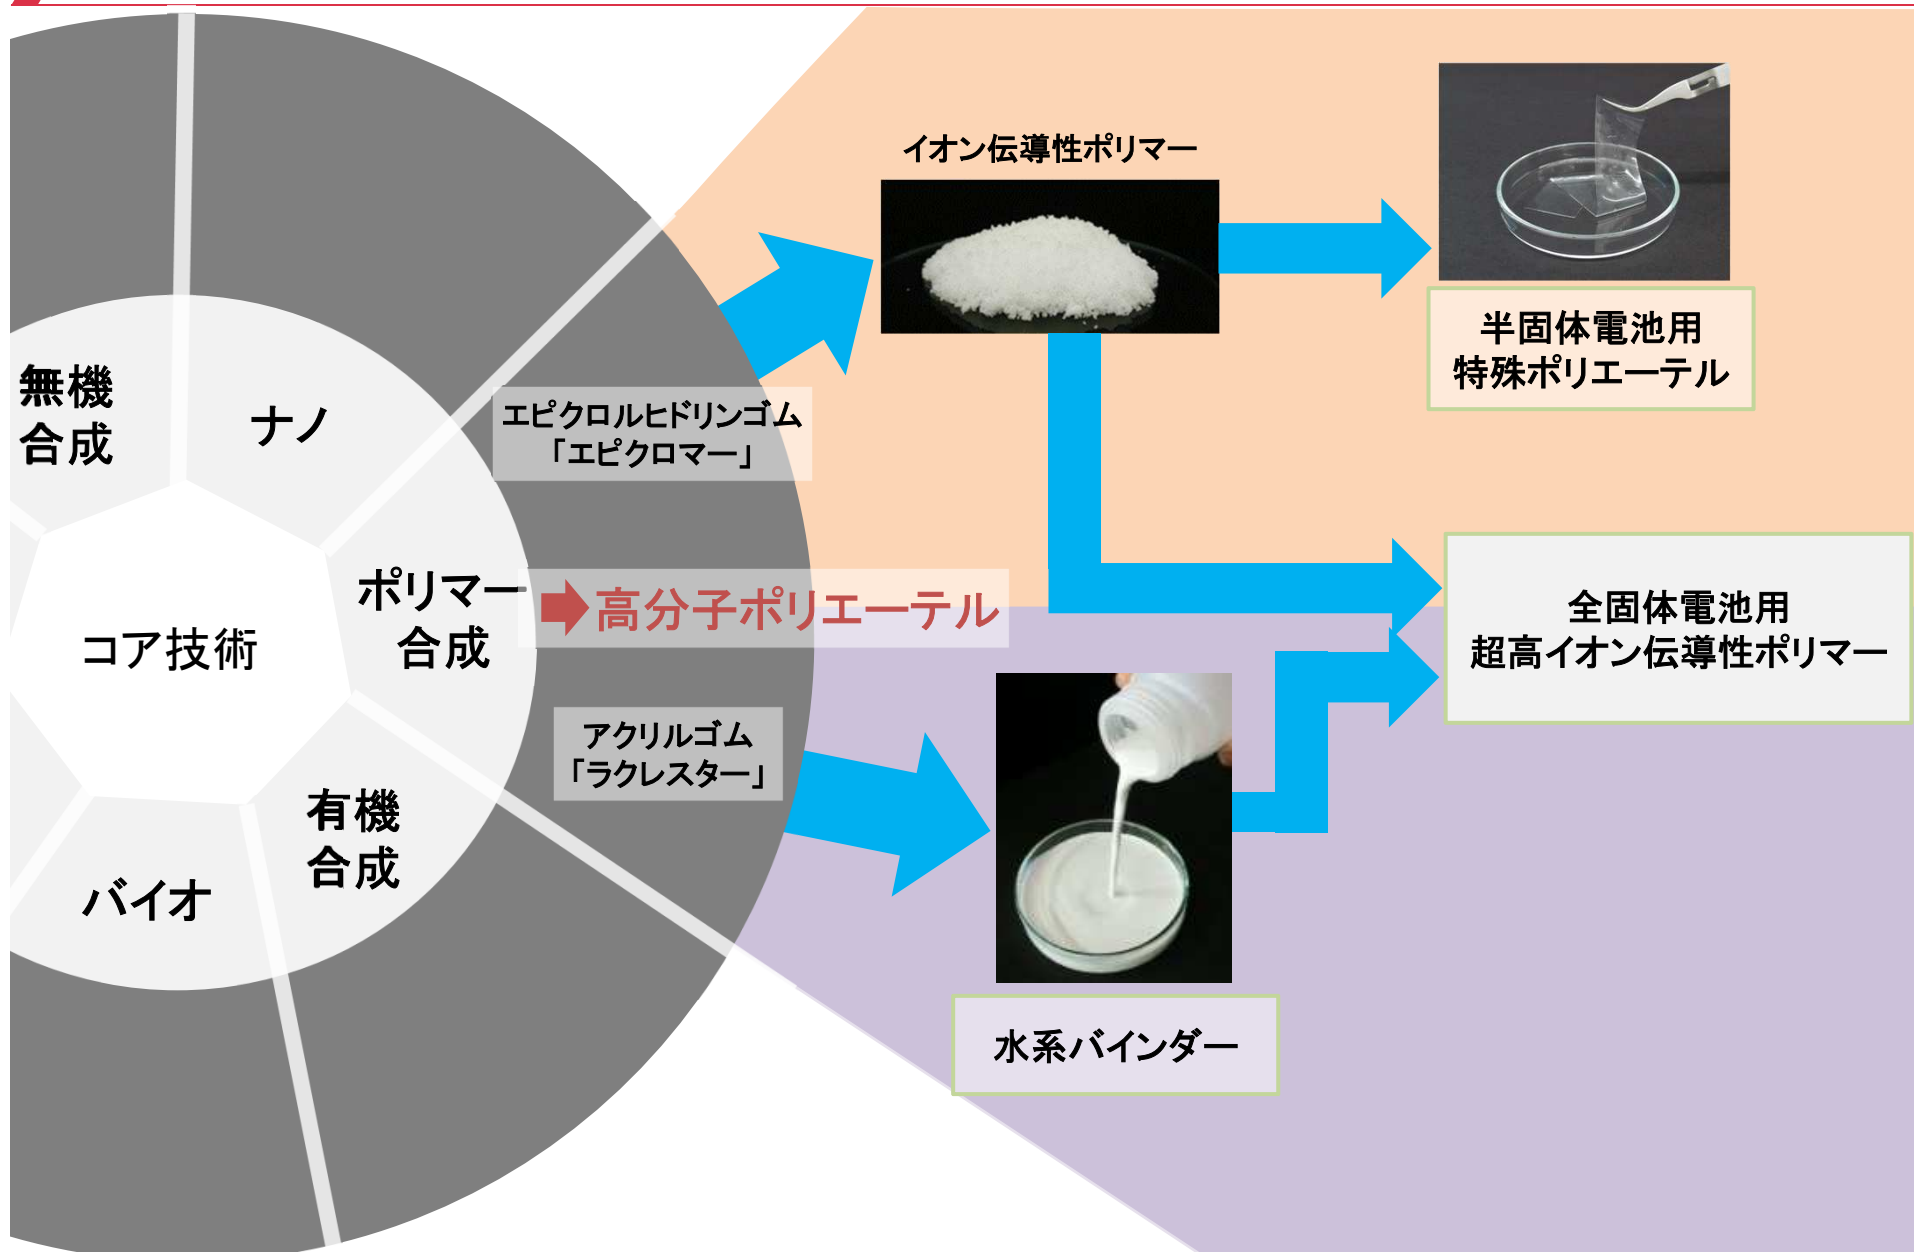 イオン伝導性ポリマー
半固体電池用
特殊ポリエーテル
無機
合成
ナノ
エピクロルヒドリンゴム
「エピクロマー」
ポリマー
合成
高分子ポリエーテル
コア技術
全固体電池用
超高イオン伝導性ポリマー
アクリルゴム
「ラクレスター」
有機
合成
バイオ
水系バインダー